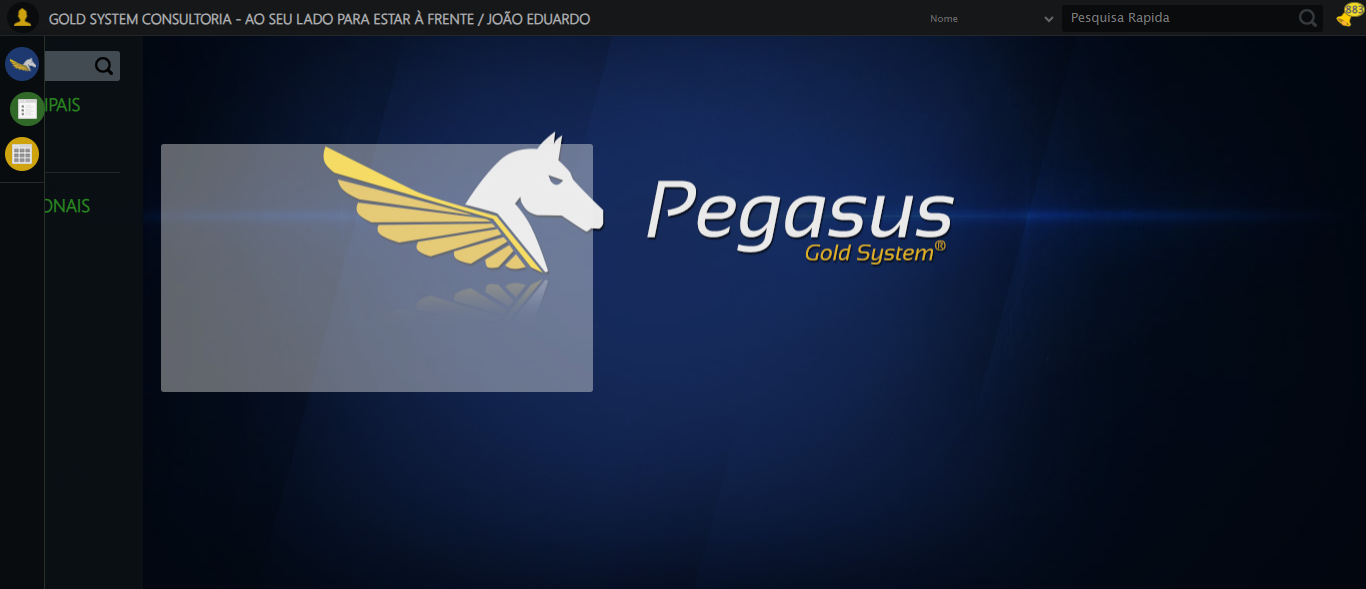 GOLD SYSTEM CONSULTORIA - AO SEU LADO PARA ESTAR À FRENTE / JOÃO EDUARDO
Nome
Pesquisa Rapida
883
IPAIS
ONAIS
Pegasus
Gold System®